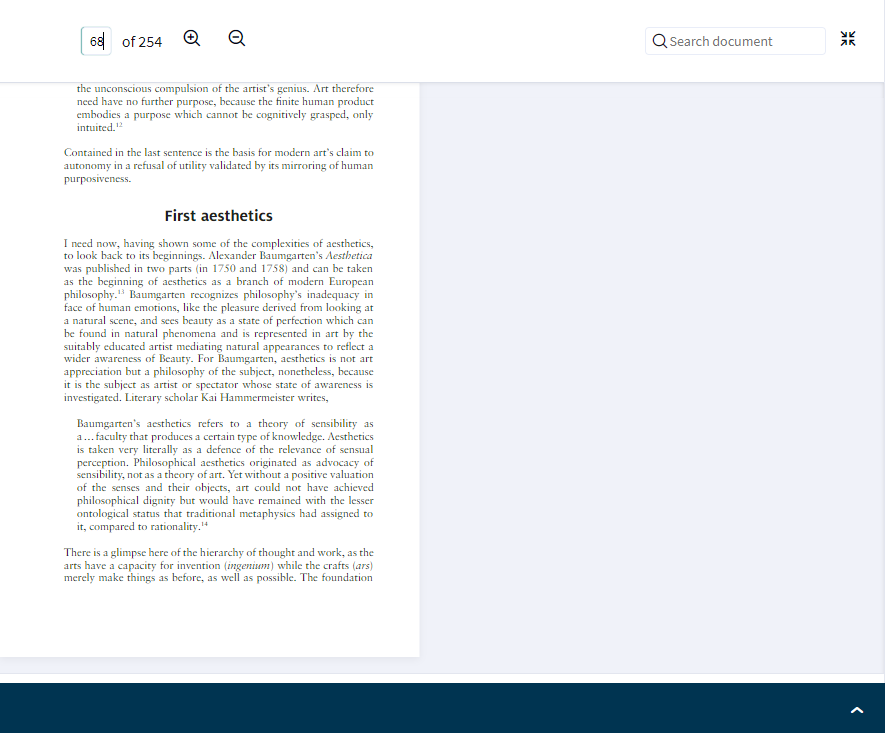 68 of 254 Search document
the unconscious compulsion of the artist's genius. Art therefore
need have no further purpose, because the finite human product
embodies a purpose which cannot be cognitively grasped, only
intuited.12
Contained in the last sentence is the basis for modern art's claim to
autonomy in a refusal of utility validated by its mirroring of human
purposiveness.
First aesthetics
I need now, having shown some of the complexities of aesthetics,
to look back to its beginnings. Alexander Baumgarten's Aesthetica
was published in two parts (in 1750 and 1758) and can be taken
as the beginning of aesthetics as a branch of modern European
philosophy.13 Baumgarten recognizes philosophy's inadequacy in
face of human emotions, like the pleasure derived from looking at
a natural scene, and sees beauty as a state of perfection which can
be found in natural phenomena and is represented in art by the
suitably educated artist mediating natural appearances to reflect a
wider awareness of Beauty. For Baumgarten, aesthetics is not art
appreciation but a philosophy of the subject, nonetheless, because
it is the subject as artist or spectator whose state of awareness is
investigated. Literary scholar Kai Hammermeister writes,
Baumgarten's aesthetics refers to a theory of sensibility as
a … faculty that produces a certain type of knowledge. Aesthetics
is taken very literally as a defence of the relevance of sensual
perception. Philosophical aesthetics originated as advocacy of
sensibility, not as a theory of art. Yet without a positive valuation
of the senses and their objects, art could not have achieved
philosophical dignity but would have remained with the lesser
ontological status that traditional metaphysics had assigned to
it, compared to rationality.14
There is a glimpse here of the hierarchy of thought and work, as the
arts have a capacity for invention (ingenium) while the crafts (ars)
merely make things as before, as well as possible. The foundation